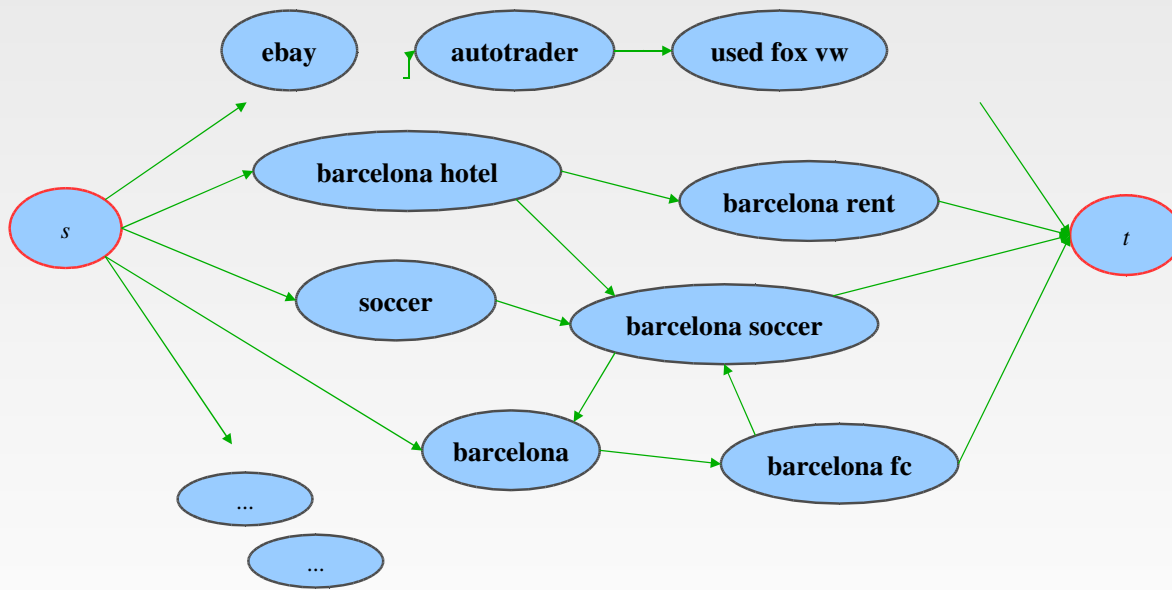 ebay
autotrader
used fox vw
barcelona hotel
barcelona rent
s
t
soccer
barcelona soccer
barcelona
barcelona fc
...
...